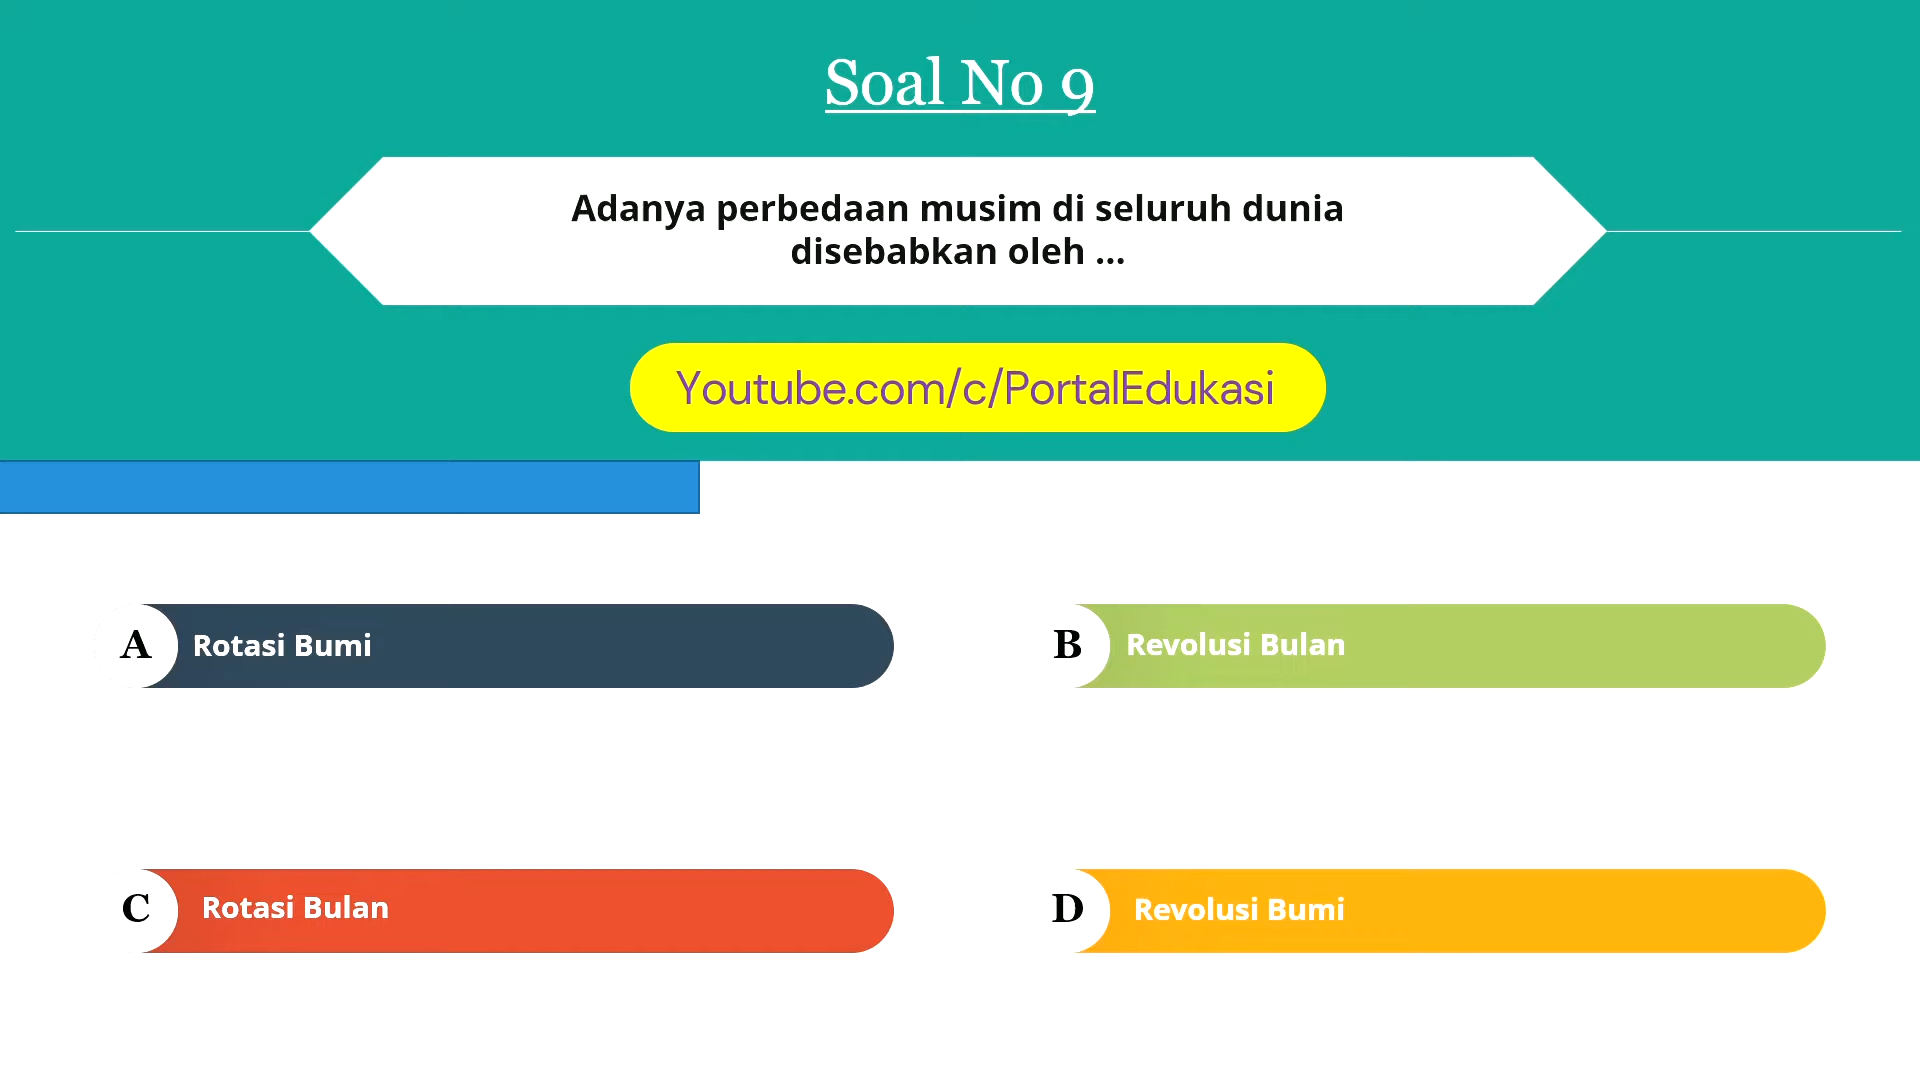 Soal No 9
Adanya perbedaan musim di seluruh dunia
disebabkan oleh ...
Youtube.com/c/PortalEdukasi
A Rotasi Bumi
B Revolusi Bulan
C Rotasi Bulan
D Revolusi Bumi